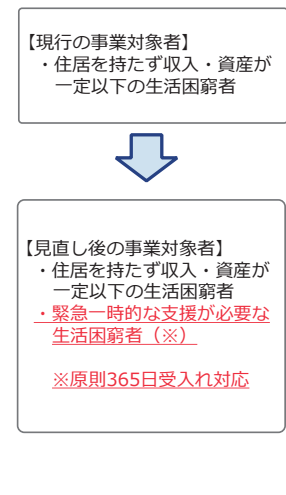 【現行の事業対象者】
・住居を持たず収入・資産が
一定以下の生活困窮者
【見直し後の事業対象者】
・住居を持たず収入・資産が
一定以下の生活困窮者
・緊急一時的な支援が必要な
生活困窮者（※）
※原則365日受入れ対応